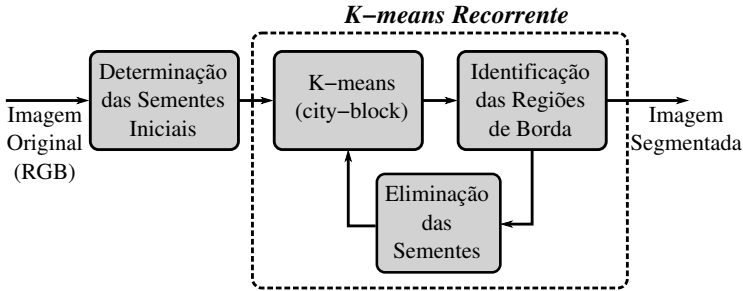 K−means Recorrente
Determinação
das Sementes
Iniciais
K−means
(city−block)
Identificação
das Regiões
de Borda
Imagem
Original
(RGB)
Imagem
Segmentada
Eliminação
das
Sementes